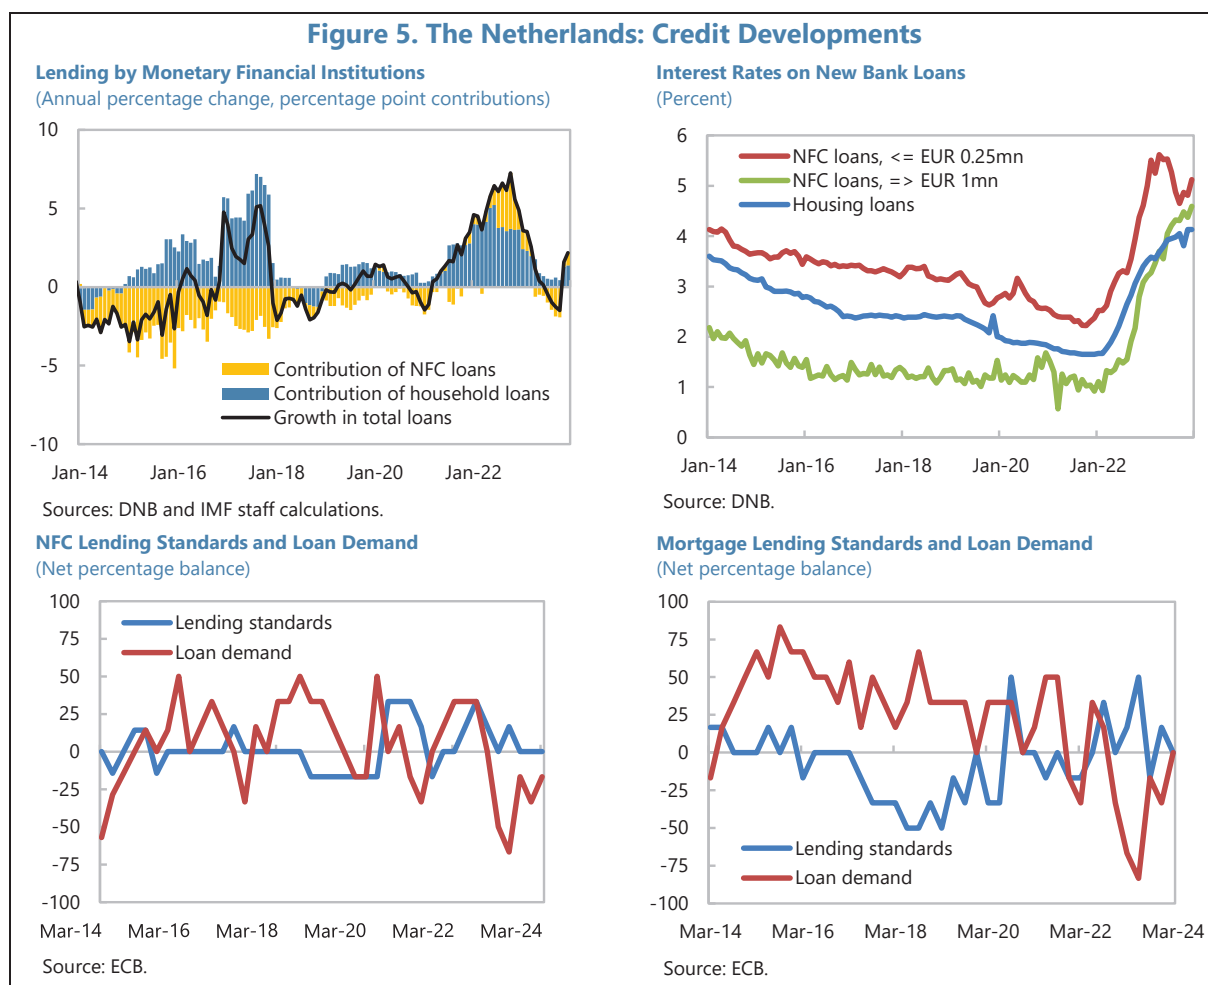 Figure 5. The Netherlands: Credit Developments
Lending by Monetary Financial Institutions
(Annual percentage change, percentage point contributions)
10
5
0
-5
-10
Contribution of NFC loans
Contribution of household loans
Growth in total loans
Jan-14 Jan-16 Jan-18 Jan-20 Jan-22
Sources: DNB and IMF staff calculations.
Interest Rates on New Bank Loans
(Percent)
6
5
4
3
2
1
0
NFC loans, <= EUR 0.25mn
NFC loans, => EUR 1mn
Housing loans
Jan-14 Jan-16 Jan-18 Jan-20 Jan-22
Source: DNB.
NFC Lending Standards and Loan Demand
(Net percentage balance)
100
75
50
25
0
-25
-50
-75
-100
Lending standards
Loan demand
Mar-14 Mar-16 Mar-18 Mar-20 Mar-22 Mar-24
Source: ECB.
Mortgage Lending Standards and Loan Demand
(Net percentage balance)
100
75
50
25
0
-25
-50
-75
-100
Lending standards
Loan demand
Mar-14 Mar-16 Mar-18 Mar-20 Mar-22 Mar-24
Source: ECB.